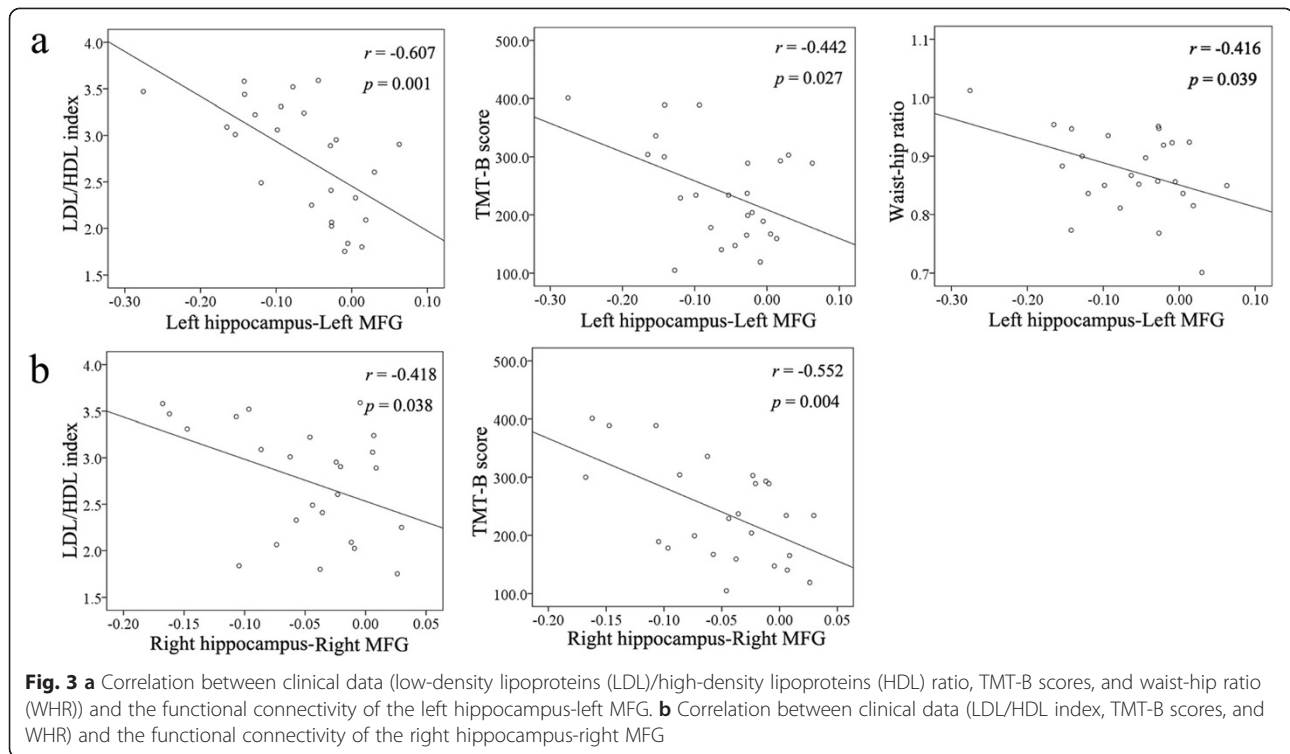 a
LDL/HDL index
4.0
3.5
3.0
2.5
2.0
1.5
r = -0.607
p = 0.001
-0.30
-0.20
-0.10
0.00
0.10
Left hippocampus-Left MFG
TMT-B score
500.0
400.0
300.0
200.0
100.0
r = -0.442
p = 0.027
-0.30
-0.20
-0.10
0.00
0.10
Left hippocampus-Left MFG
Waist-hip ratio
1.1
1.0
0.9
0.8
0.7
r = -0.416
p = 0.039
-0.30
-0.20
-0.10
0.00
0.10
Left hippocampus-Left MFG
b
LDL/HDL index
4.0
3.5
3.0
2.5
2.0
1.5
r = -0.418
p = 0.038
-0.20
-0.15
-0.10
-0.05
0.00
0.05
Right hippocampus-Right MFG
TMT-B score
500.0
400.0
300.0
200.0
100.0
r = -0.552
p = 0.004
-0.20
-0.15
-0.10
-0.05
0.00
0.05
Right hippocampus-Right MFG
Fig. 3 a Correlation between clinical data (low-density lipoproteins (LDL)/high-density lipoproteins (HDL) ratio, TMT-B scores, and waist-hip ratio
(WHR)) and the functional connectivity of the left hippocampus-left MFG. b Correlation between clinical data (LDL/HDL index, TMT-B scores, and
WHR) and the functional connectivity of the right hippocampus-right MFG